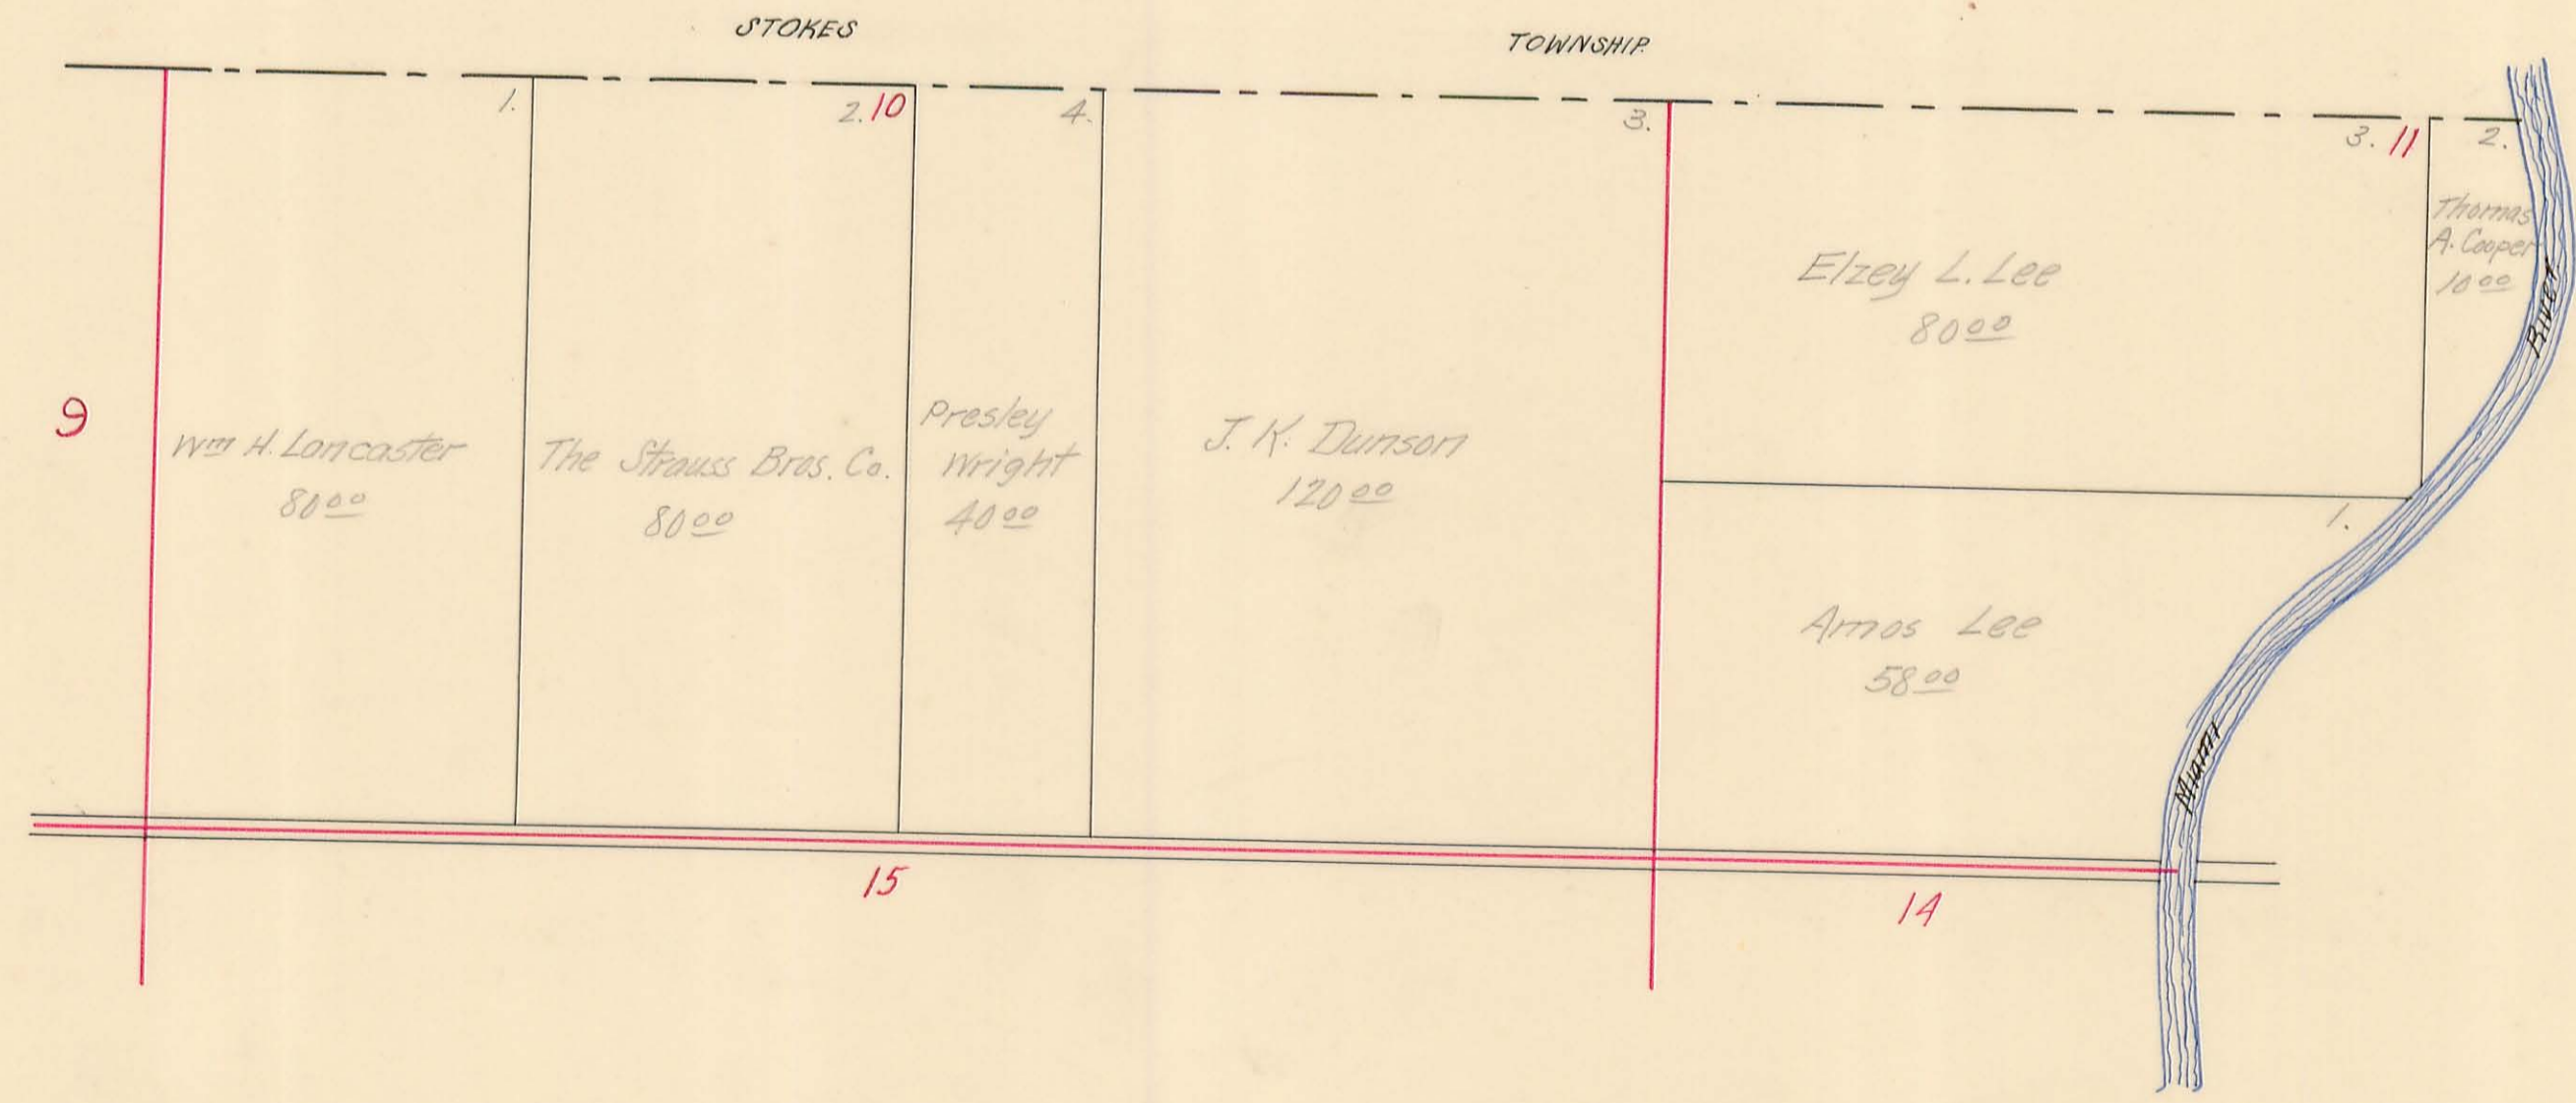 STOKES TOWNSHIP.
1.
2. 10
4.
3.
3. 11
2.
9
Wm H. Lancaster
80 00
The Strauss Bros. Co.
80 00
Presley
Wright
40 00
J. K. Dunson
120 00
Elzey L. Lee
80 00
Thomas
A. Cooper
10 00
River
1.
Amos Lee
58 00
Miami
15
14